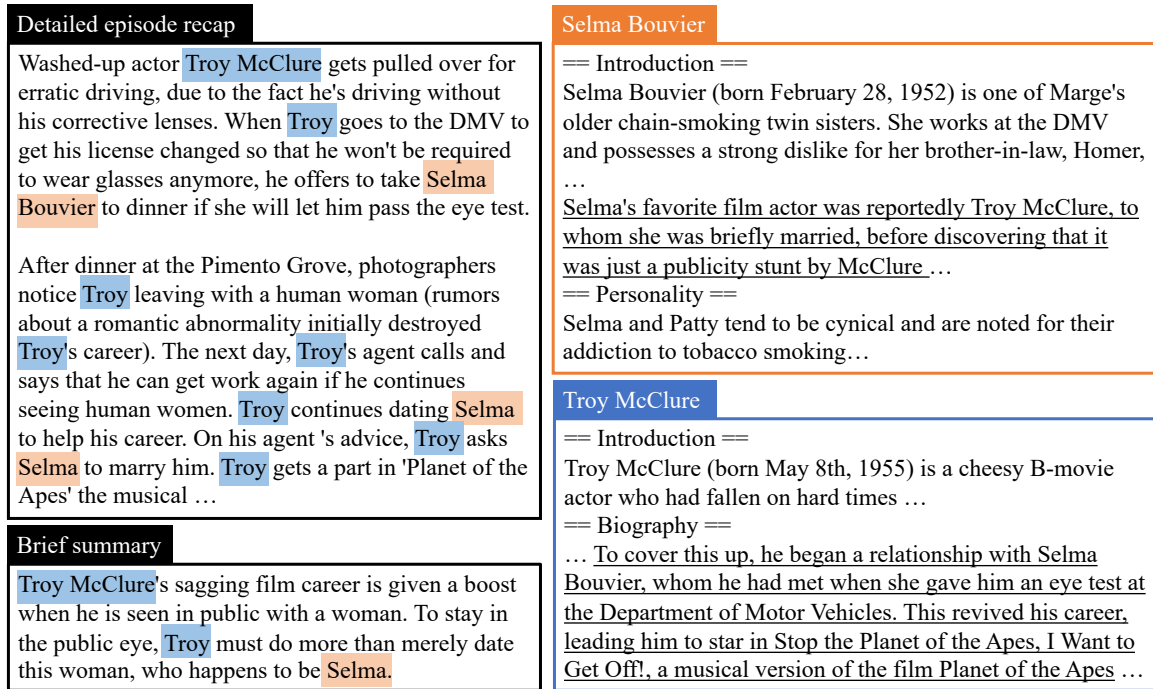 Detailed episode recap
Washed-up actor Troy McClure gets pulled over for
erratic driving, due to the fact he's driving without
his corrective lenses. When Troy goes to the DMV to
get his license changed so that he won't be required
to wear glasses anymore, he offers to take Selma
Bouvier to dinner if she will let him pass the eye test.
After dinner at the Pimento Grove, photographers
notice Troy leaving with a human woman (rumors
about a romantic abnormality initially destroyed
Troy's career). The next day, Troy's agent calls and
says that he can get work again if he continues
seeing human women. Troy continues dating Selma
to help his career. On his agent 's advice, Troy asks
Selma to marry him. Troy gets a part in 'Planet of the
Apes' the musical …
Brief summary
Troy McClure's sagging film career is given a boost
when he is seen in public with a woman. To stay in
the public eye, Troy must do more than merely date
this woman, who happens to be Selma.
Selma Bouvier
== Introduction ==
Selma Bouvier (born February 28, 1952) is one of Marge's
older chain-smoking twin sisters. She works at the DMV
and possesses a strong dislike for her brother-in-law, Homer,
…
Selma's favorite film actor was reportedly Troy McClure, to
whom she was briefly married, before discovering that it
was just a publicity stunt by McClure …
== Personality ==
Selma and Patty tend to be cynical and are noted for their
addiction to tobacco smoking…
Troy McClure
== Introduction ==
Troy McClure (born May 8th, 1955) is a cheesy B-movie
actor who had fallen on hard times …
== Biography ==
… To cover this up, he began a relationship with Selma
Bouvier, whom he had met when she gave him an eye test at
the Department of Motor Vehicles. This revived his career,
leading him to star in Stop the Planet of the Apes, I Want to
Get Off!, a musical version of the film Planet of the Apes …